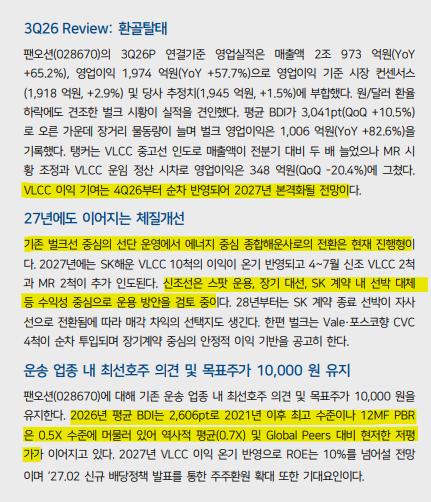 3Q26 Review: 환골탈태
팬오션(028670)의 3Q26P 연결기준 영업실적은 매출액 2조 973 억원(YoY
+65.2%), 영업이익 1,974 억원(YoY +57.7%)으로 영업이익 기준 시장 컨센서스
(1,918 억원, +2.9%) 및 당사 추정치(1,945 억원, +1.5%)에 부합했다. 원/달러 환율
하락에도 견조한 벌크 시황이 실적을 견인했다. 평균 BDI가 3,041pt(QoQ +10.5%)
로 오른 가운데 장거리 물동량이 늘며 벌크 영업이익은 1,006 억원(YoY +82.6%)을
기록했다. 탱커는 VLCC 중고선 인도로 매출액이 전분기 대비 두 배 늘었으나 MR 시
황 조정과 VLCC 운임 정산 시차로 영업이익은 348 억원(QoQ -20.4%)에 그쳤다.
VLCC 이익 기여는 4Q26부터 순차 반영되어 2027년 본격화될 전망이다.
27년에도 이어지는 체질개선
기존 벌크선 중심의 선단 운영에서 에너지 중심 종합해운사로의 전환은 현재 진행형이
다. 2027년에는 SK해운 VLCC 10척의 이익이 온기 반영되고 4~7월 신조 VLCC 2척
과 MR 2척이 추가 인도된다. 신조선은 스팟 운용, 장기 대선, SK 계약 내 선박 대체
등 수익성 중심으로 운용 방안을 검토 중이다. 28년부터는 SK 계약 종료 선박이 자사
선으로 전환됨에 따라 매각 차익의 선택지도 생긴다. 한편 벌크는 Vale·포스코향 CVC
4척이 순차 투입되며 장기계약 중심의 안정적 이익 기반을 공고히 한다.
운송 업종 내 최선호주 의견 및 목표주가 10,000 원 유지
팬오션(028670)에 대해 기존 운송 업종 내 최선호주 의견 및 목표주가 10,000 원을
유지한다. 2026년 평균 BDI는 2,606pt로 2021년 이후 최고 수준이나 12MF PBR
은 0.5X 수준에 머물러 있어 역사적 평균(0.7X) 및 Global Peers 대비 현저한 저평
가가 이어지고 있다. 2027년 VLCC 이익 온기 반영으로 ROE는 10%를 넘어설 전망
이며 '27.02 신규 배당정책 발표를 통한 주주환원 확대 또한 기대요인이다.